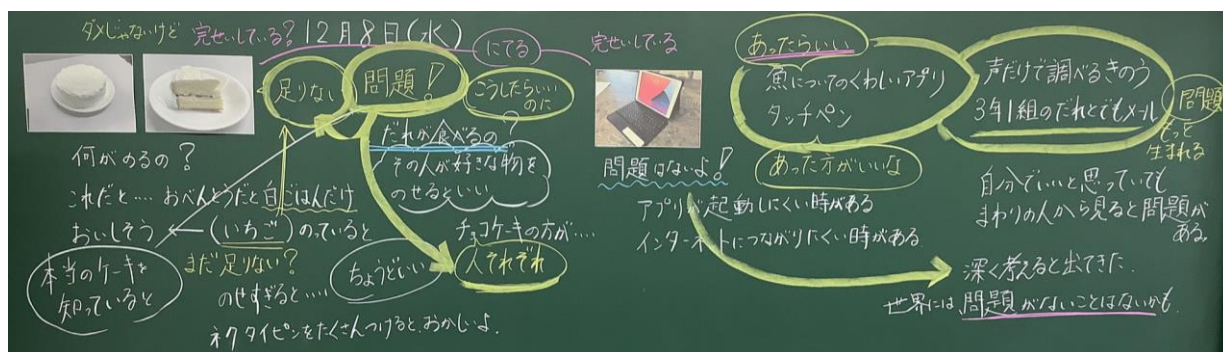 ダメじゃないけど
完せいしている?
12月8日(水)
にてる
完せいしている
足りない
問題!
こうしたらいい
のに
何がのるの?
これだと…… おべんとうだと白ごはんだけ
おいしそう (いちご)のっていると
本当のケーキを
知っていると
まだ足りない?
のせすぎると……
ちょうどいい
ネクタイピンをたくさんつけると、おかしいよ。
だれが食べるの?
その人が好きな物を
のせるといい
チョコケーキの方が……
人それぞれ
問題はないよ!
アプリが起動しにくい時がある
インターネットにつながりにくい時がある
あったらいい
魚についてのくわしいアプリ
タッチペン
あった方がいいな
声だけで調べるきのう
3年1組のだれとでもメール
問題
もっと
生まれる
自分でいいと思っていても
まわりの人から見ると問題が
ある。
深く考えると出てきた。
世界には問題がないことはないかも。